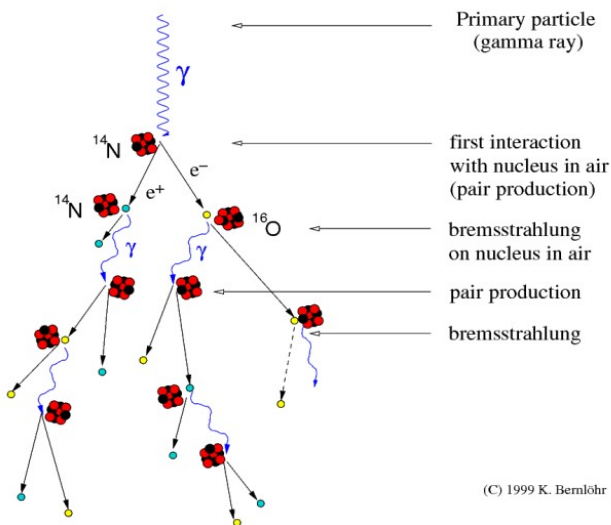 Primary particle
(gamma ray)
γ
¹⁴N
first interaction
with nucleus in air
(pair production)
e⁺
e⁻
¹⁴N
¹⁶O
bremsstrahlung
on nucleus in air
γ
γ
pair production
bremsstrahlung
(C) 1999 K. Bernlöhr